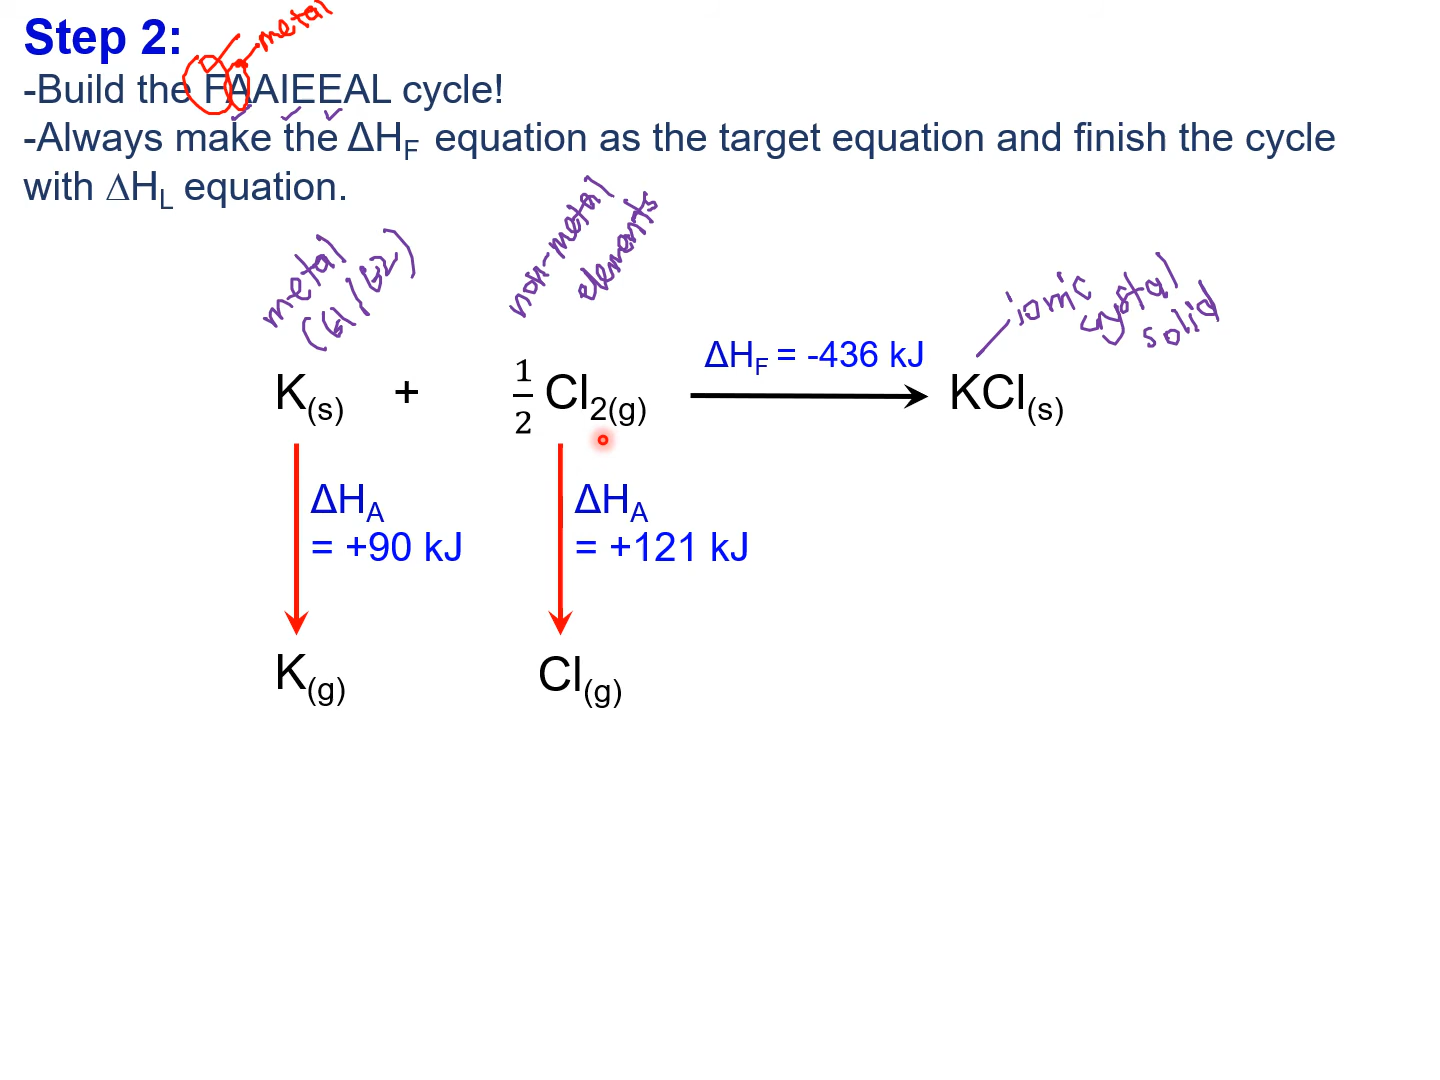 Step 2:
metal
-Build the FAAIEEAL cycle!
-Always make the ΔHF equation as the target equation and finish the cycle
with ΔHL equation.
metal
(G1/G2)
non-metal
elements
ionic
crystal
solid
ΔHF = -436 kJ
K(s) + 1/2 Cl2(g) KCl(s)
ΔHA
= +90 kJ
ΔHA
= +121 kJ
K(g)
Cl(g)